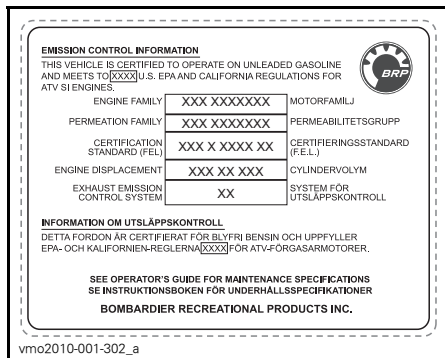 EMISSION CONTROL INFORMATION
THIS VEHICLE IS CERTIFIED TO OPERATE ON UNLEADED GASOLINE
AND MEETS TO XXXX U.S. EPA AND CALIFORNIA REGULATIONS FOR
ATV SI ENGINES.
BRP
ENGINE FAMILY XXX XXXXXXX MOTORFAMILJ
PERMEATION FAMILY XXX XXXXXXX PERMEABILITETSGRUPP
CERTIFICATION STANDARD (FEL) XXX X XXXX XX CERTIFIERINGSSTANDARD (F.E.L.)
ENGINE DISPLACEMENT XXX XX XXX CYLINDERVOLYM
EXHAUST EMISSION CONTROL SYSTEM XX SYSTEM FÖR UTSLÄPPSKONTROLL
INFORMATION OM UTSLÄPPSKONTROLL
DETTA FORDON ÄR CERTIFIERAT FÖR BLYFRI BENSIN OCH UPPFYLLER
EPA- OCH KALIFORNIEN-REGLERNA XXXX FÖR ATV-FÖRGASARMOTORER.
SEE OPERATOR'S GUIDE FOR MAINTENANCE SPECIFICATIONS
SE INSTRUKTIONSBOKEN FÖR UNDERHÅLLSSPECIFIKATIONER
BOMBARDIER RECREATIONAL PRODUCTS INC.
vmo2010-001-302_a